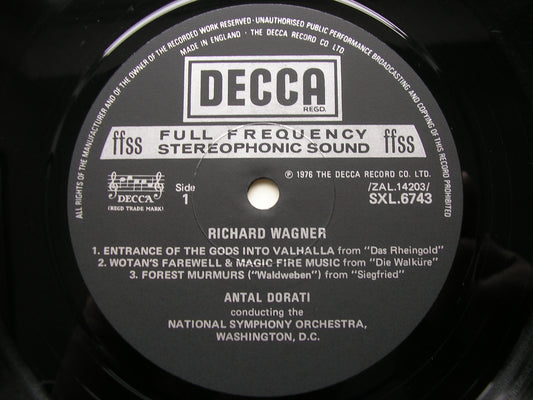 ALL RIGHTS OF THE MANUFACTURER AND OF THE OWNER OF THE RECORDED WORK RESERVED · UNAUTHORISED PUBLIC PERFORMANCE BROADCASTING AND COPYING OF THIS RECORD PROHIBITED
MADE IN ENGLAND · THE DECCA RECORD CO LTD.
DECCA
REGD.
ffss FULL FREQUENCY ffss
STEREOPHONIC SOUND
DECCA
(REGD TRADE MARK)
Side
1
℗ 1976 THE DECCA RECORD CO. LTD.
/ZAL.14203/
SXL.6743
RICHARD WAGNER
1. ENTRANCE OF THE GODS INTO VALHALLA from "Das Rheingold"
2. WOTAN'S FAREWELL & MAGIC FIRE MUSIC from "Die Walküre"
3. FOREST MURMURS ("Waldweben") from "Siegfried"
ANTAL DORATI
conducting the
NATIONAL SYMPHONY ORCHESTRA,
WASHINGTON, D.C.